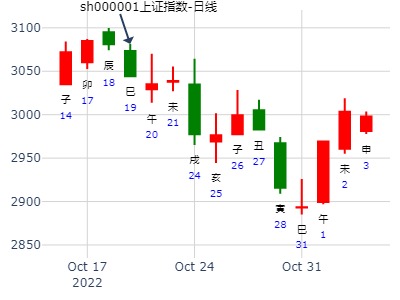 sh000001上证指数-日线
3100
3050
3000
2950
2900
2850
子
14
卯
17
辰
18
巳
19
午
20
未
21
戌
24
亥
25
子
26
丑
27
寅
28
巳
31
午
1
未
2
申
3
Oct 17
2022
Oct 24
Oct 31